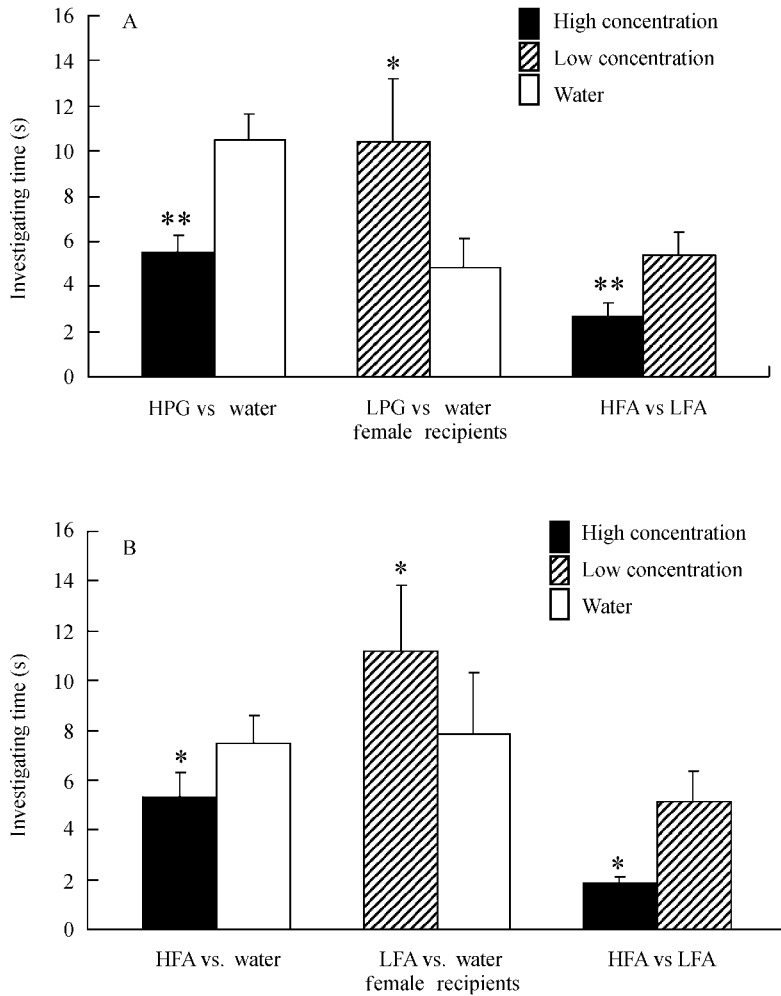 A
High concentration
Low concentration
Water
Investigating time (s)
16
14
12
10
8
6
4
2
0
**
*
**
HPG vs water
LPG vs water
female recipients
HFA vs LFA
B
High concentration
Low concentration
Water
Investigating time (s)
16
14
12
10
8
6
4
2
0
*
*
*
HFA vs. water
LFA vs. water
female recipients
HFA vs LFA